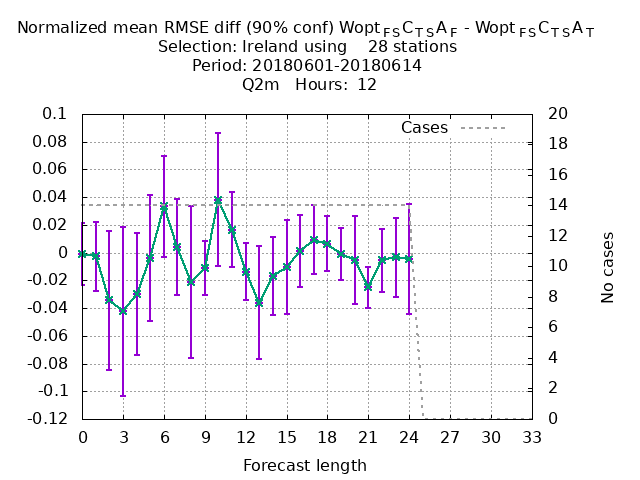 Normalized mean RMSE diff (90% conf) Wopt FS C TS A F - Wopt FS C TS A T
Selection: Ireland using 28 stations
Period: 20180601-20180614
Q2m Hours: 12
0.1
0.08
0.06
0.04
0.02
0
-0.02
-0.04
-0.06
-0.08
-0.1
-0.12
Cases
20
18
16
14
12
10
8
6
4
2
0
No cases
0 3 6 9 12 15 18 21 24 27 30 33
Forecast length